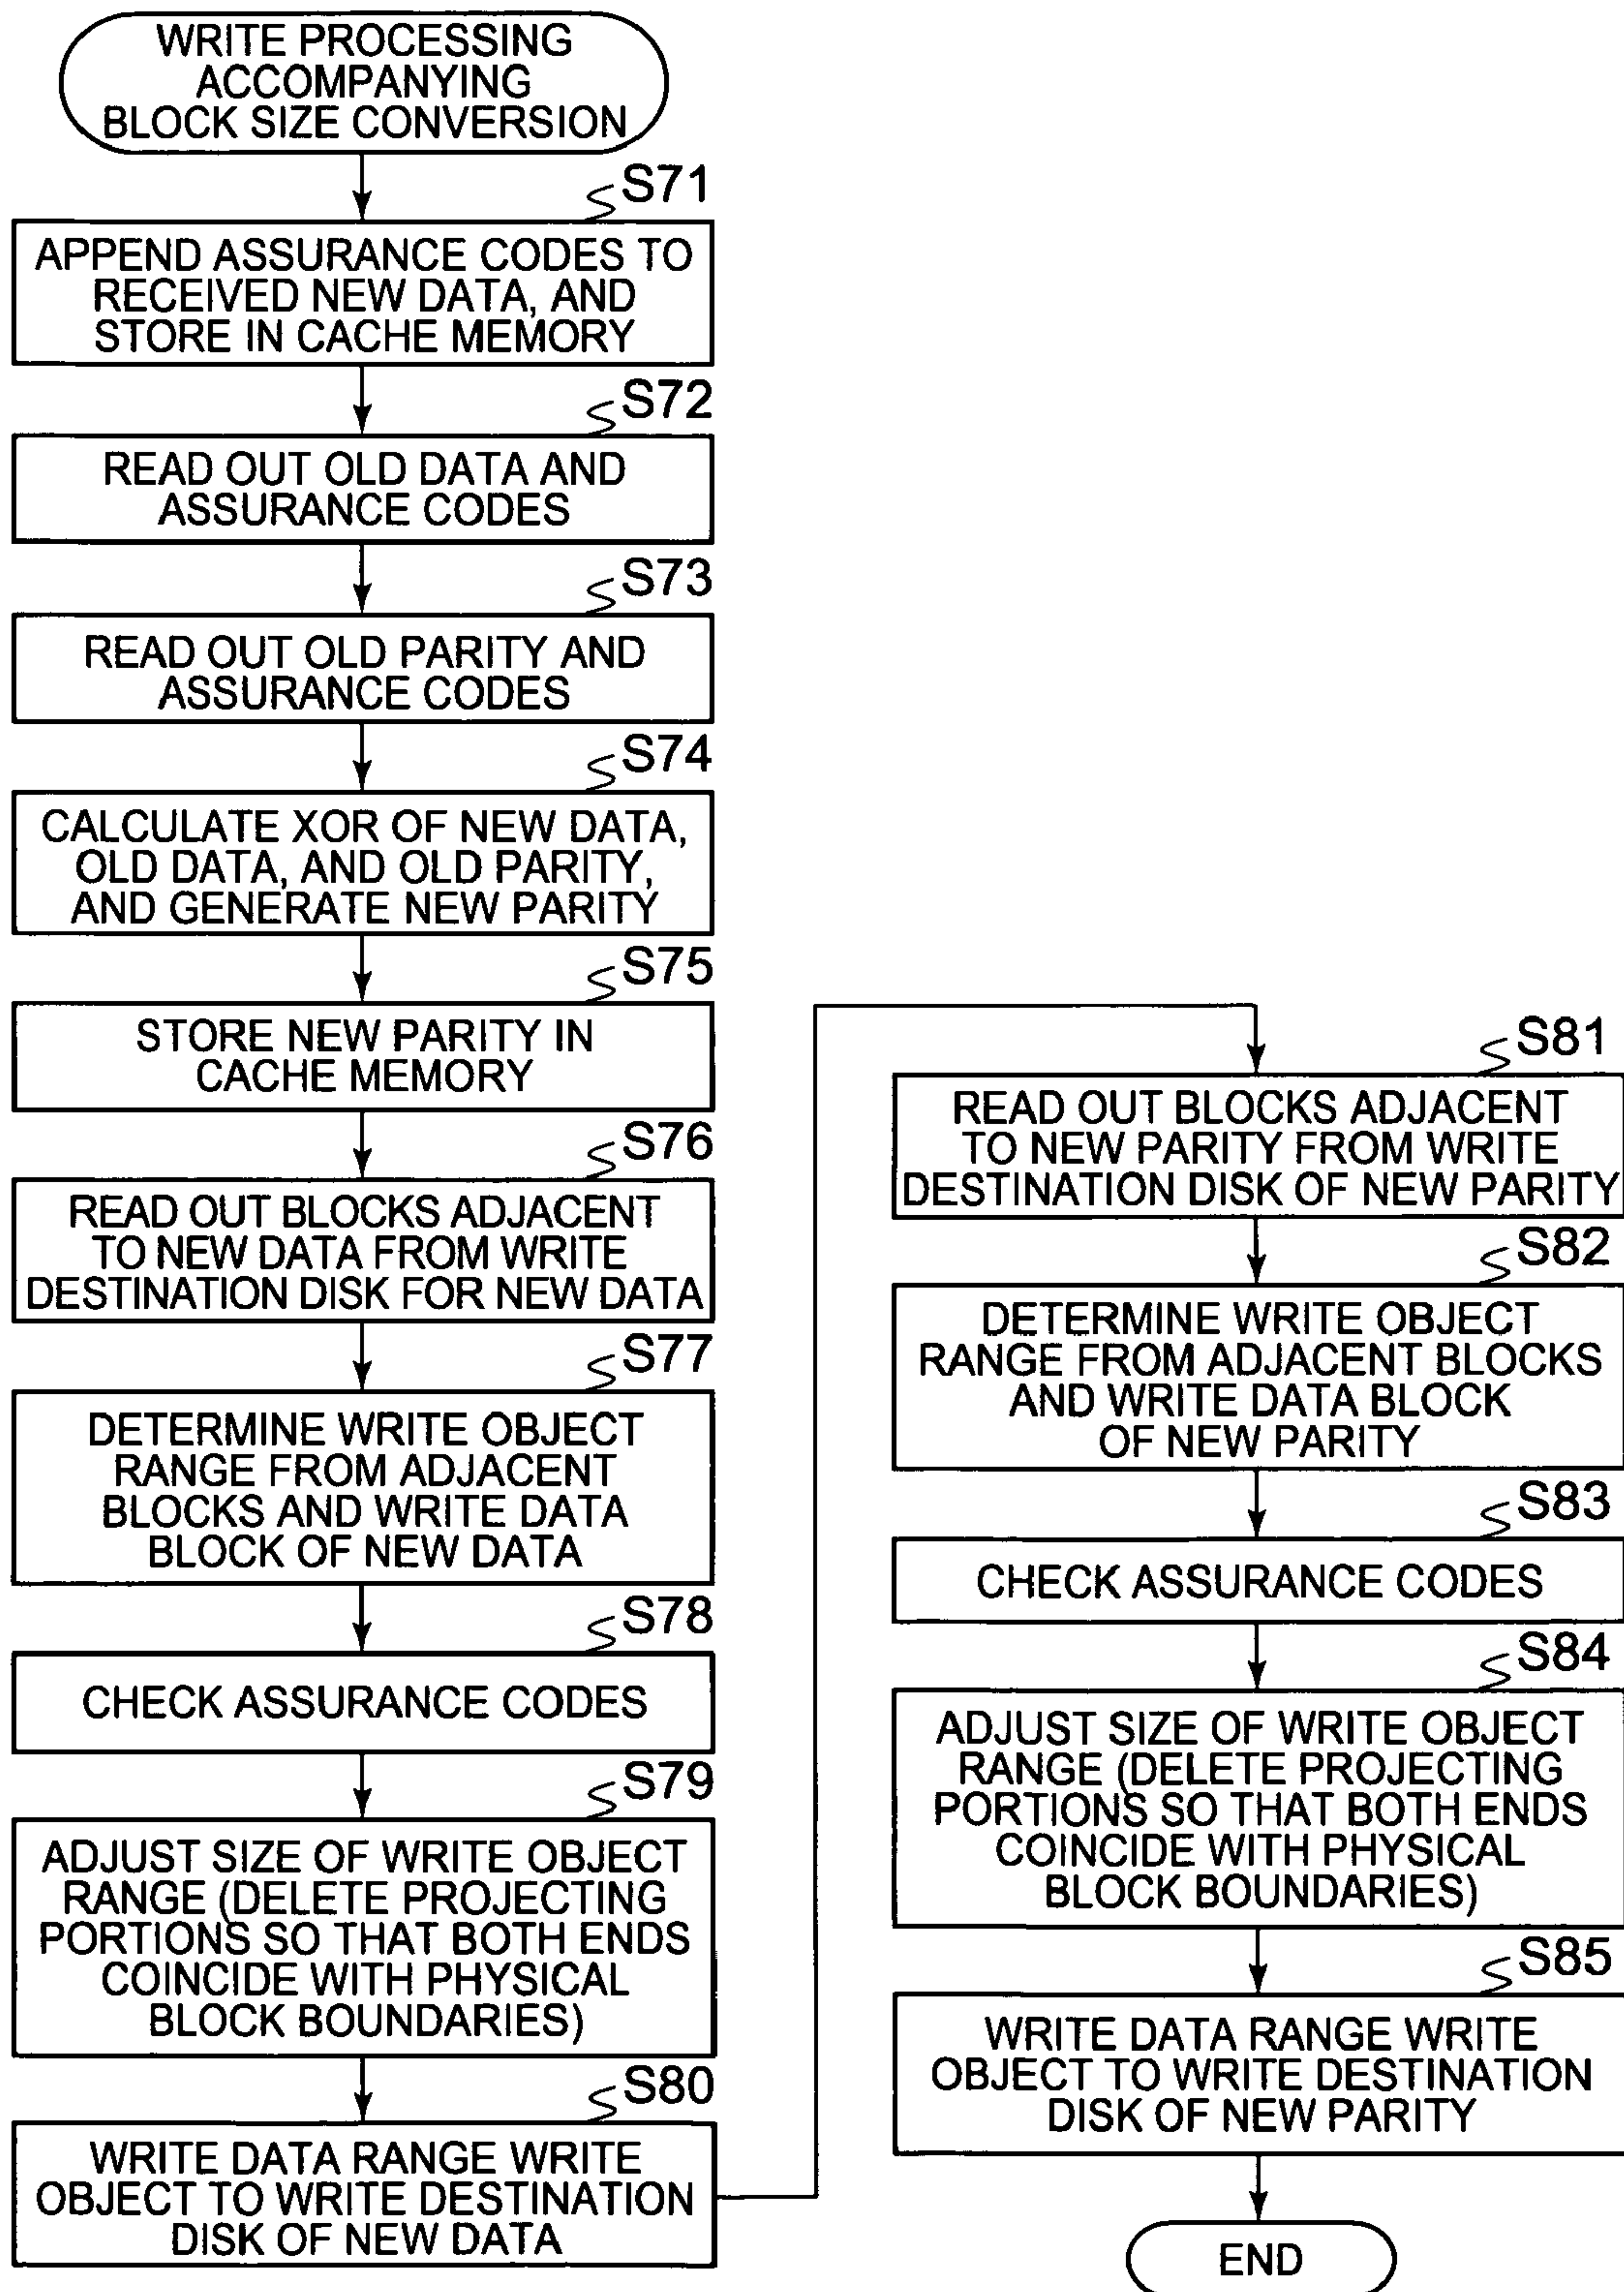 WRITE PROCESSING
ACCOMPANYING
BLOCK SIZE CONVERSION
S71
APPEND ASSURANCE CODES TO
RECEIVED NEW DATA, AND
STORE IN CACHE MEMORY
S72
READ OUT OLD DATA AND
ASSURANCE CODES
S73
READ OUT OLD PARITY AND
ASSURANCE CODES
S74
CALCULATE XOR OF NEW DATA,
OLD DATA, AND OLD PARITY,
AND GENERATE NEW PARITY
S75
STORE NEW PARITY IN
CACHE MEMORY
S76
READ OUT BLOCKS ADJACENT
TO NEW DATA FROM WRITE
DESTINATION DISK FOR NEW DATA
S77
DETERMINE WRITE OBJECT
RANGE FROM ADJACENT
BLOCKS AND WRITE DATA
BLOCK OF NEW DATA
S78
CHECK ASSURANCE CODES
S79
ADJUST SIZE OF WRITE OBJECT
RANGE (DELETE PROJECTING
PORTIONS SO THAT BOTH ENDS
COINCIDE WITH PHYSICAL
BLOCK BOUNDARIES)
S80
WRITE DATA RANGE WRITE
OBJECT TO WRITE DESTINATION
DISK OF NEW DATA
S81
READ OUT BLOCKS ADJACENT
TO NEW PARITY FROM WRITE
DESTINATION DISK OF NEW PARITY
S82
DETERMINE WRITE OBJECT
RANGE FROM ADJACENT BLOCKS
AND WRITE DATA BLOCK
OF NEW PARITY
S83
CHECK ASSURANCE CODES
S84
ADJUST SIZE OF WRITE OBJECT
RANGE (DELETE PROJECTING
PORTIONS SO THAT BOTH ENDS
COINCIDE WITH PHYSICAL
BLOCK BOUNDARIES)
S85
WRITE DATA RANGE WRITE
OBJECT TO WRITE DESTINATION
DISK OF NEW PARITY
END